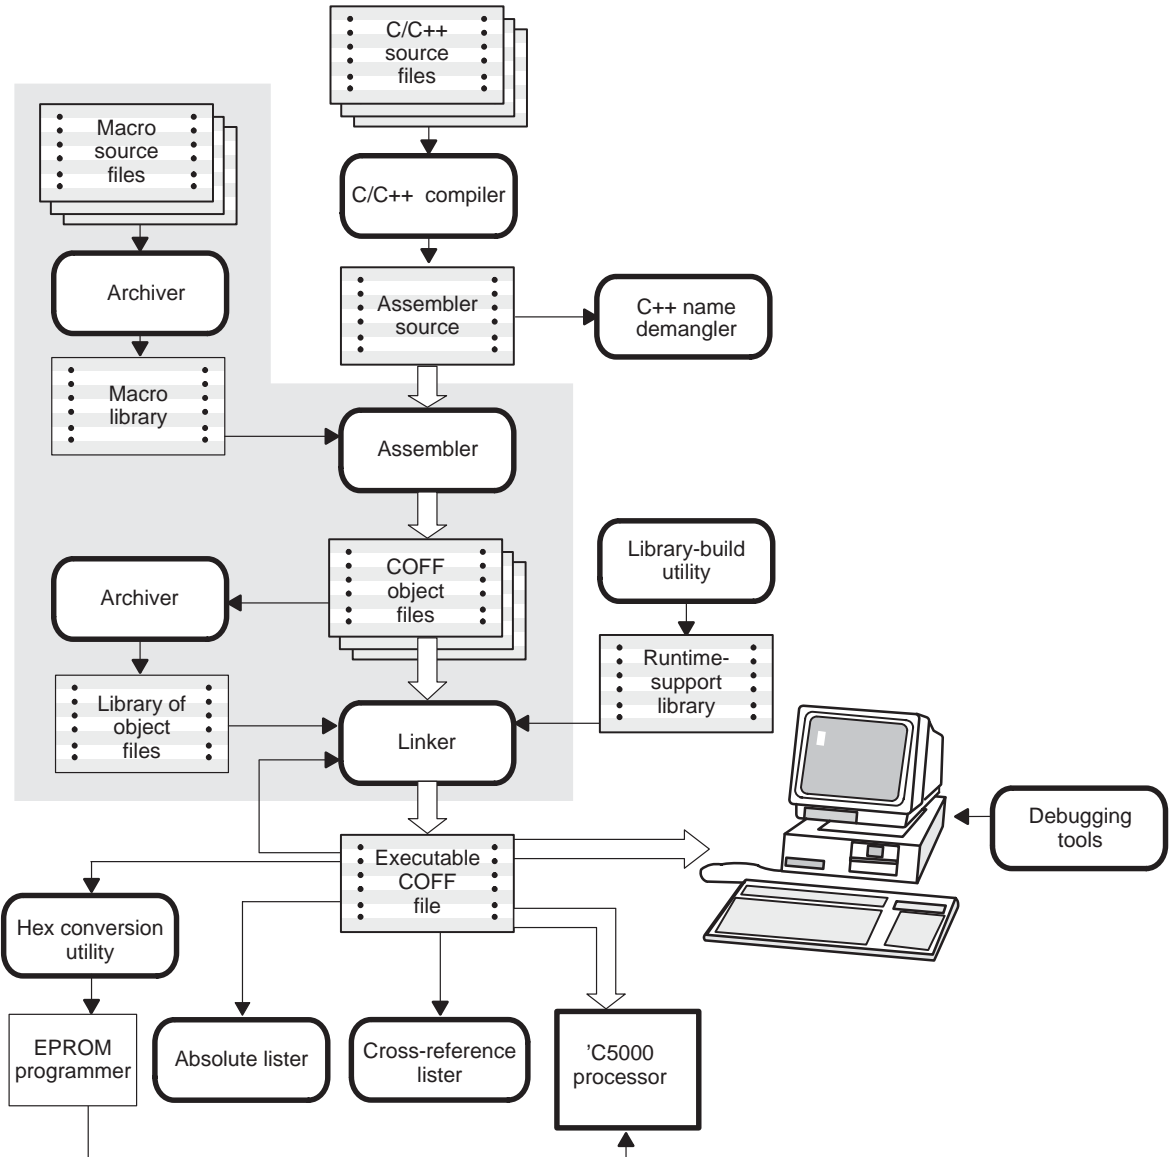 C/C++
source
files
Macro
source
files
C/C++ compiler
Archiver
Assembler
source
C++ name
demangler
Macro
library
Assembler
COFF
object
files
Library-build
utility
Archiver
Runtime-
support
library
Library of
object
files
Linker
Debugging
tools
Executable
COFF
file
Hex conversion
utility
EPROM
programmer
Absolute lister
Cross-reference
lister
'C5000
processor